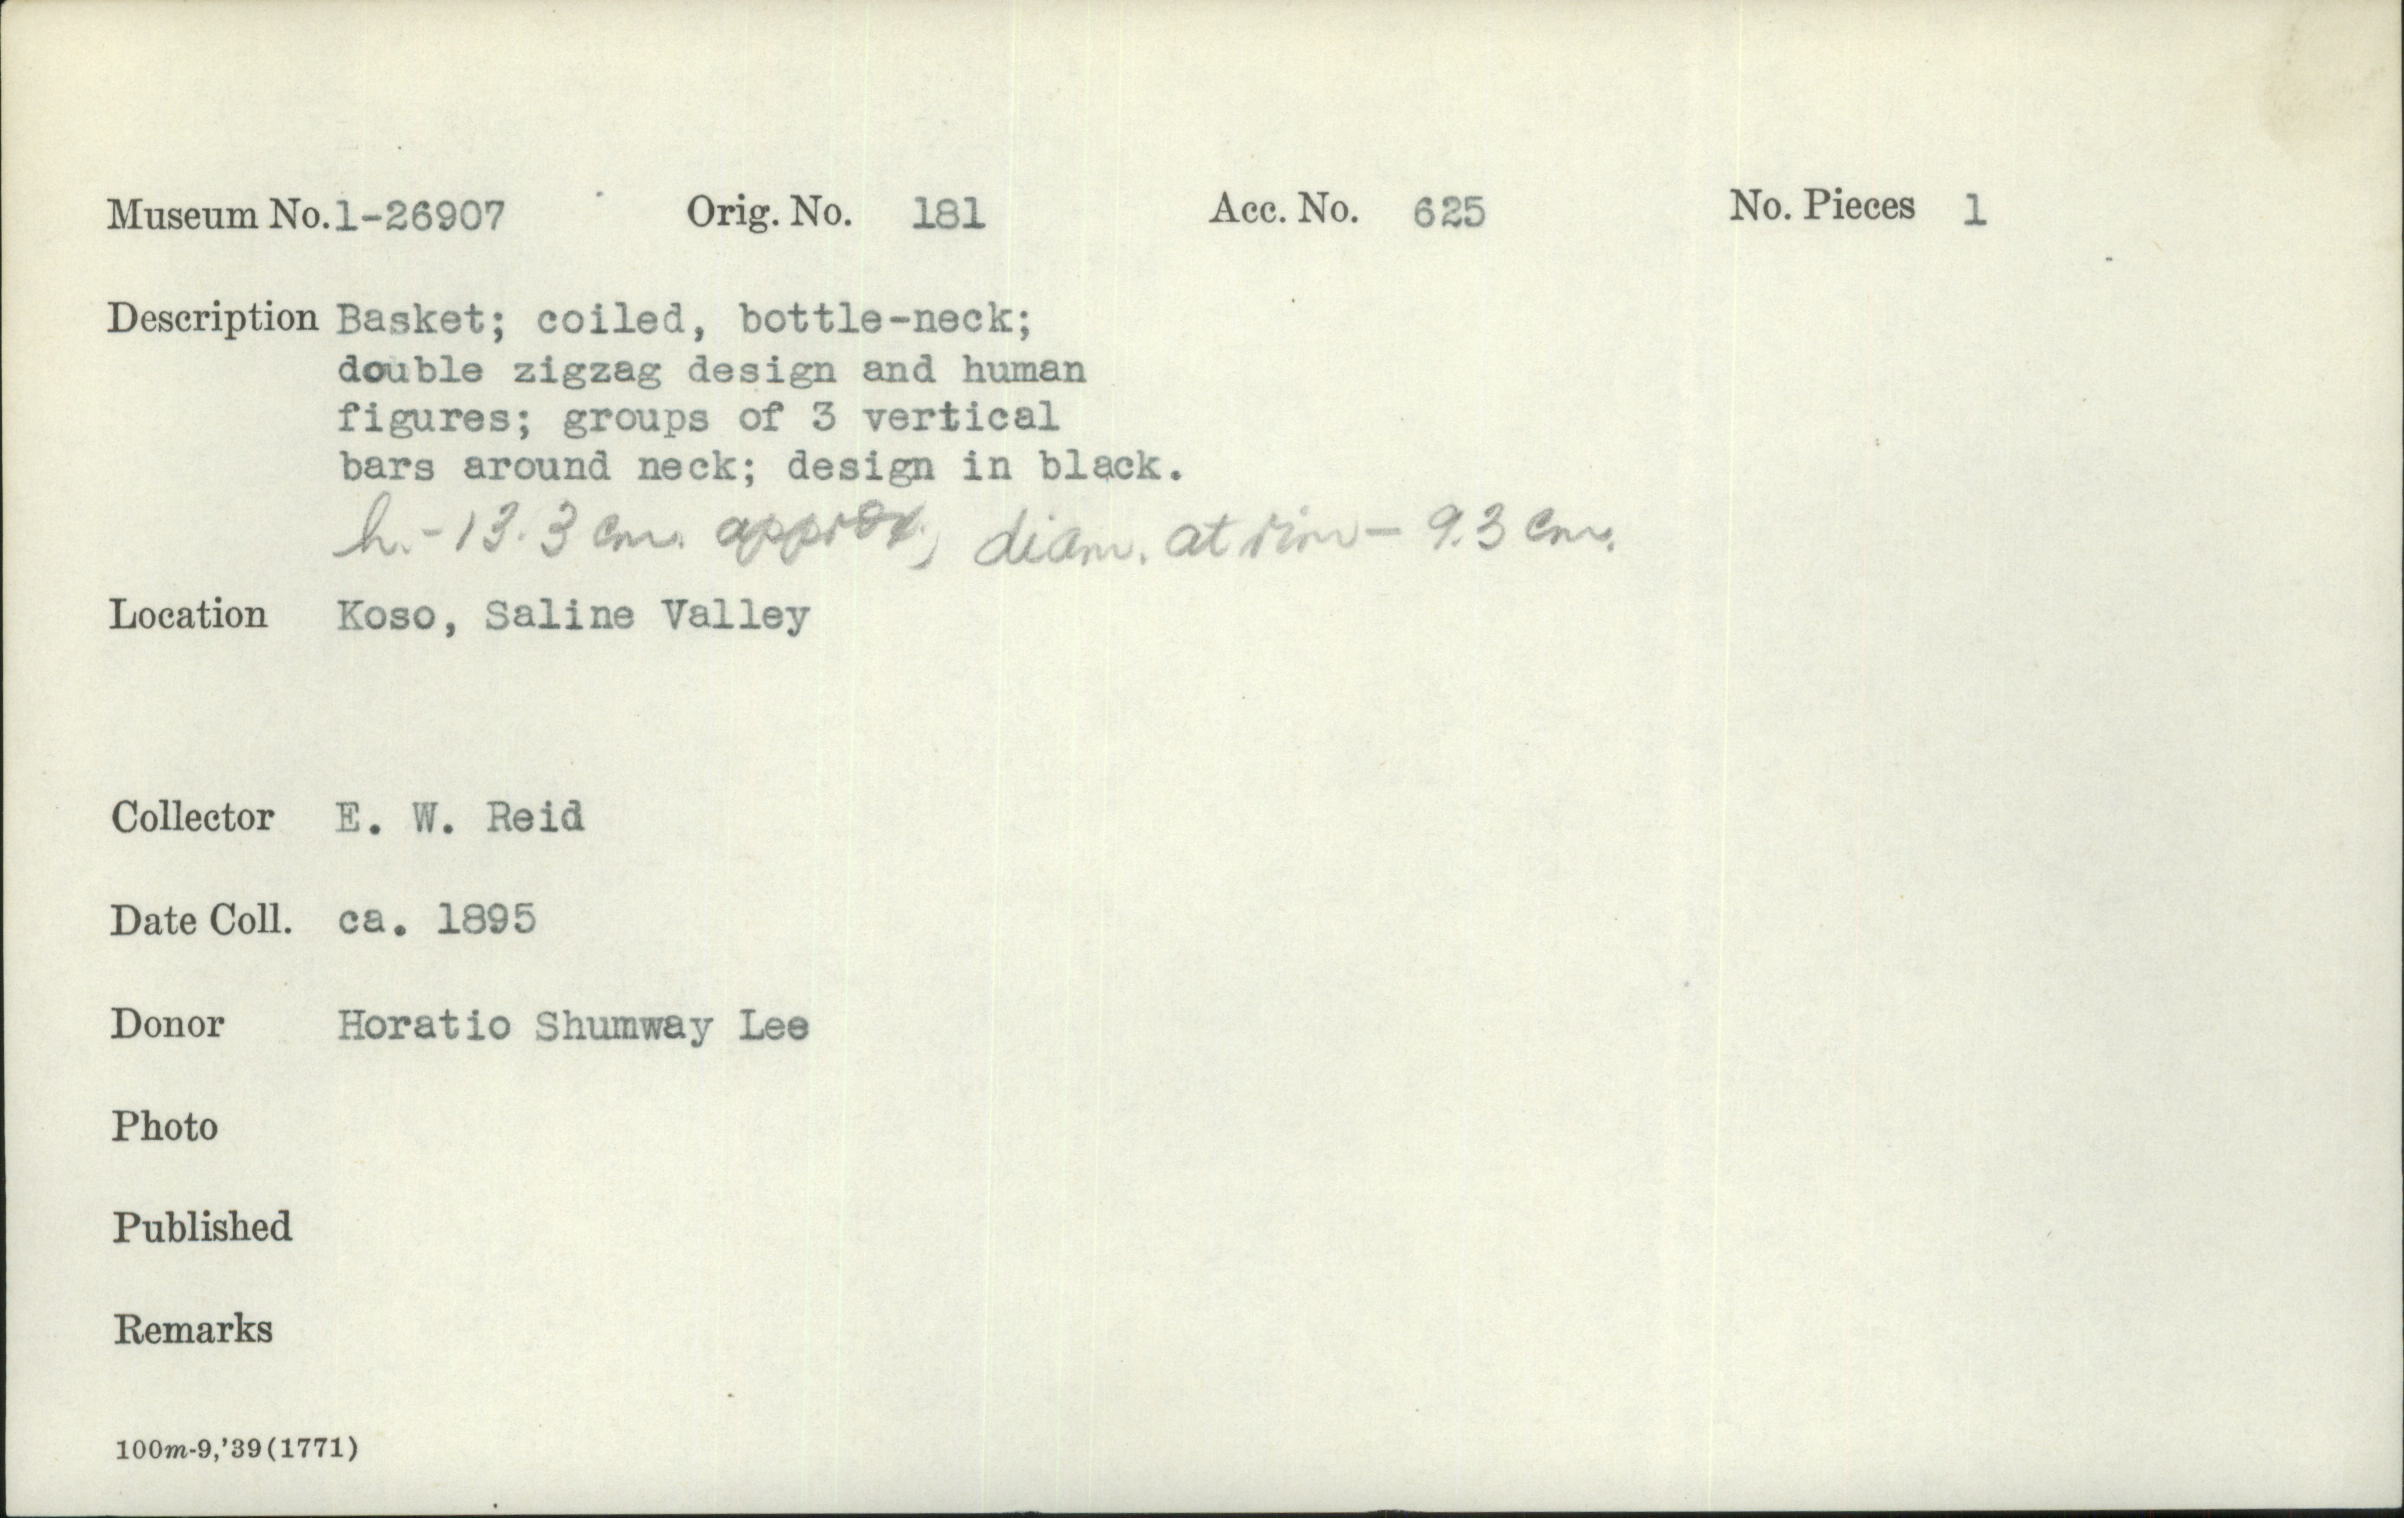 Museum No. 1-26907 Orig. No. 181 Acc. No. 625 No. Pieces 1
Description Basket; coiled, bottle-neck;
double zigzag design and human
figures; groups of 3 vertical
bars around neck; design in black.
h.-13.3 cm. approx., diam. at rim - 9.3 cm.
Location Koso, Saline Valley
Collector E. W. Reid
Date Coll. ca. 1895
Donor Horatio Shumway Lee
Photo
Published
Remarks
100m-9,'39(1771)